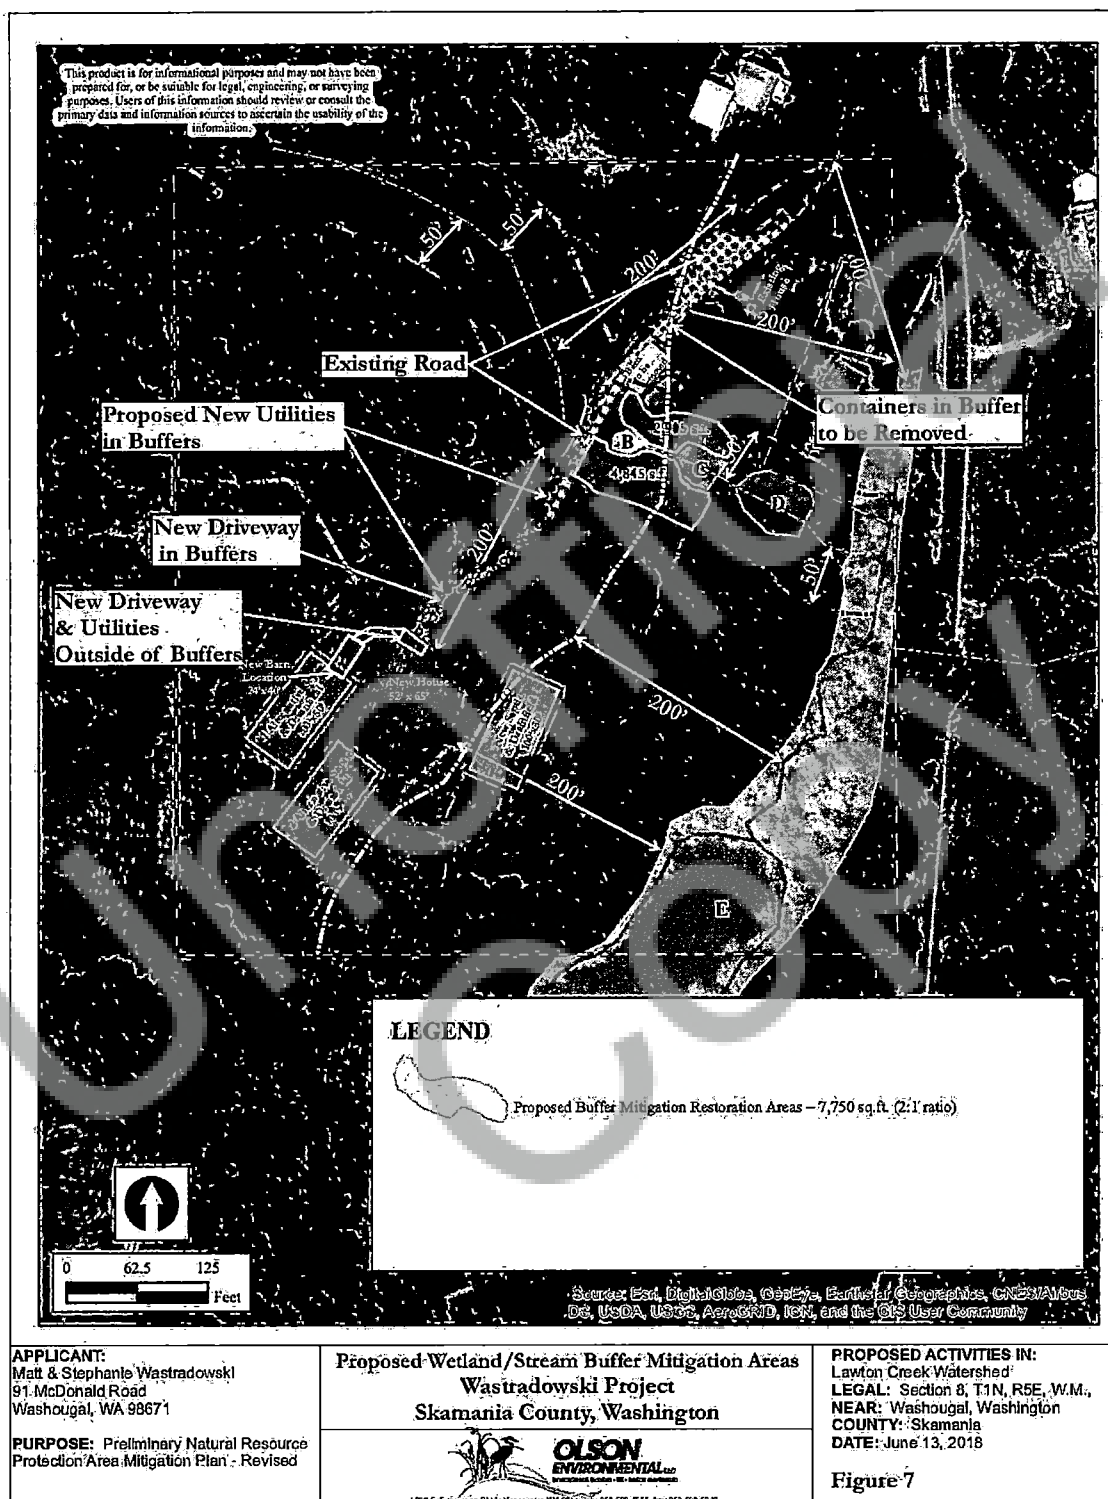 This product is for informational purposes and may not have been
prepared for, or be suitable for legal, engineering, or surveying
purposes. Users of this information should review or consult the
primary data and information sources to ascertain the usability of the
information.
50'
50'
200'
200'
200'
Existing Road
Proposed New Utilities
in Buffers
Containers in Buffer
to be Removed
B
C
D
50'
200'
New Driveway
in Buffers
New Driveway
& Utilities
Outside of Buffers
New Barn
Location
New House
52' x 65'
200'
200'
E
Unofficial
Copy
LEGEND
Proposed Buffer Mitigation Restoration Areas – 7,750 sq.ft. (2:1 ratio)
0 62.5 125
Feet
Source: Esri, DigitalGlobe, GeoEye, Earthstar Geographics, CNES/Airbus
DS, USDA, USGS, AeroGRID, IGN, and the GIS User Community
APPLICANT:
Matt & Stephanie Wastradowski
91 McDonald Road
Washougal, WA 98671
PURPOSE: Preliminary Natural Resource
Protection Area Mitigation Plan - Revised
Proposed Wetland/Stream Buffer Mitigation Areas
Wastradowski Project
Skamania County, Washington
OLSON
ENVIRONMENTAL LLC
PROPOSED ACTIVITIES IN:
Lawton Creek Watershed
LEGAL: Section 8, T1N, R5E, W.M.,
NEAR: Washougal, Washington
COUNTY: Skamania
DATE: June 13, 2018
Figure 7